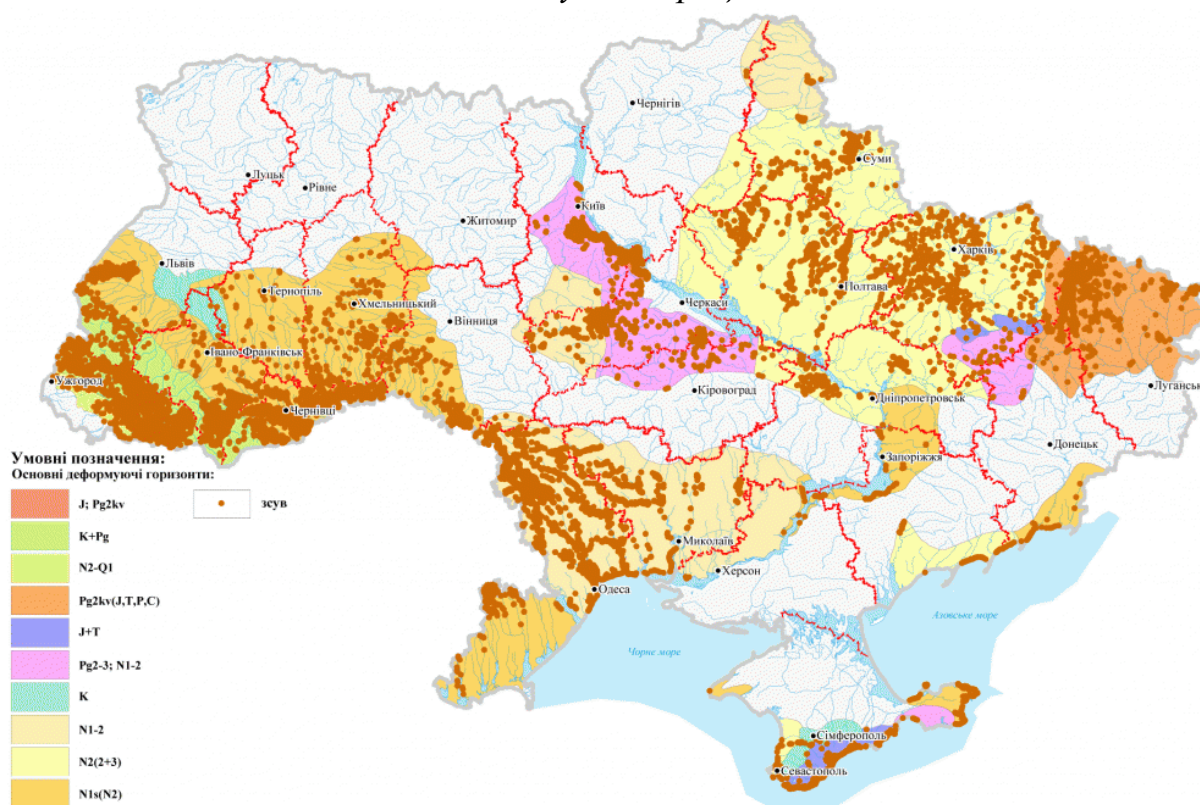 Чернігів
Суми
Луцьк
Рівне
Київ
Житомир
Харків
Львів
Тернопіль
Хмельницький
Полтава
Черкаси
Вінниця
Івано-Франківськ
Ужгород
Кіровоград
Луганськ
Чернівці
Дніпропетровськ
Донецьк
Запоріжжя
Умовні позначення:
Основні деформуючі горизонти:
J; Pg2kv
зсув
K+Pg
N2-Q1
Pg2kv(J,T,P,C)
J+T
Pg2-3; N1-2
K
N1-2
N2(2+3)
N1s(N2)
Миколаїв
Херсон
Одеса
Азовське море
Чорне море
Сімферополь
Севастополь